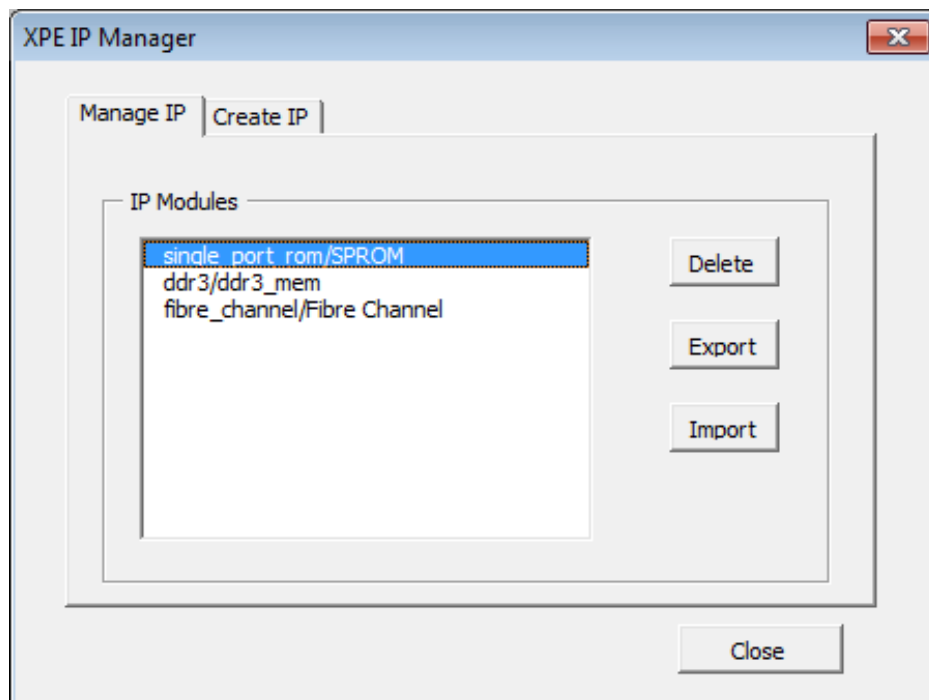 XPE IP Manager
Manage IP
Create IP
IP Modules
single_port_rom/SPROM
ddr3/ddr3_mem
fibre_channel/Fibre Channel
Delete
Export
Import
Close